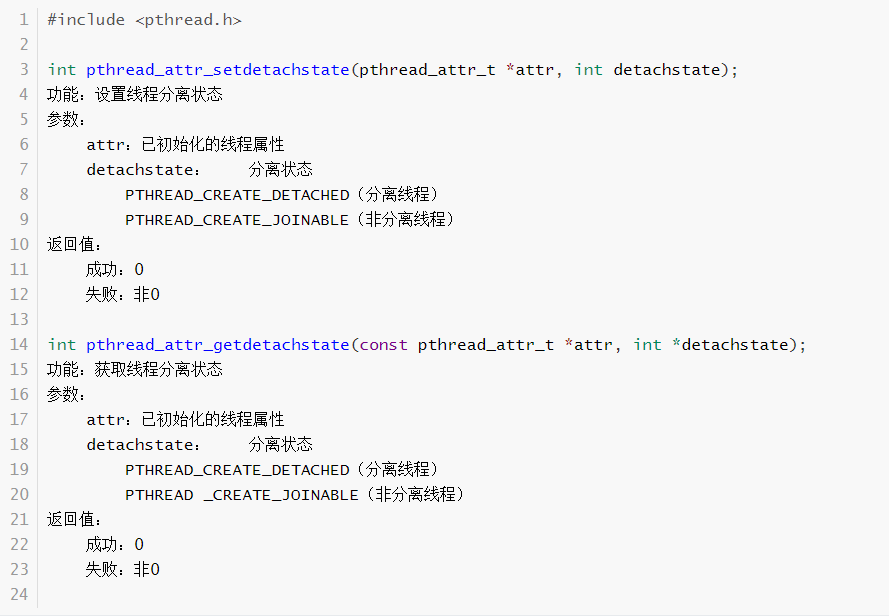 1 #include <pthread.h>
2
3 int pthread_attr_setdetachstate(pthread_attr_t *attr, int detachstate);
4 功能：设置线程分离状态
5 参数：
6     attr：已初始化的线程属性
7     detachstate：    分离状态
8         PTHREAD_CREATE_DETACHED（分离线程）
9         PTHREAD_CREATE_JOINABLE（非分离线程）
10 返回值：
11     成功：0
12     失败：非0
13
14 int pthread_attr_getdetachstate(const pthread_attr_t *attr, int *detachstate);
15 功能：获取线程分离状态
16 参数：
17     attr：已初始化的线程属性
18     detachstate：    分离状态
19         PTHREAD_CREATE_DETACHED（分离线程）
20         PTHREAD _CREATE_JOINABLE（非分离线程）
21 返回值：
22     成功：0
23     失败：非0
24